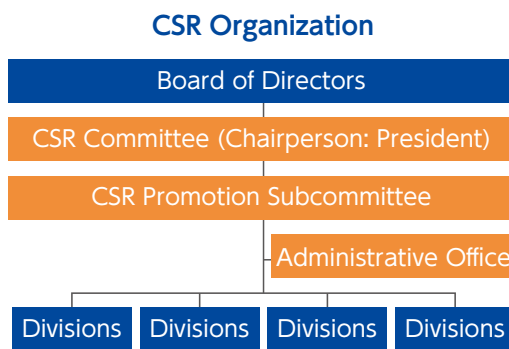 CSR Organization
Board of Directors
CSR Committee (Chairperson: President)
CSR Promotion Subcommittee
Administrative Office
Divisions Divisions Divisions Divisions